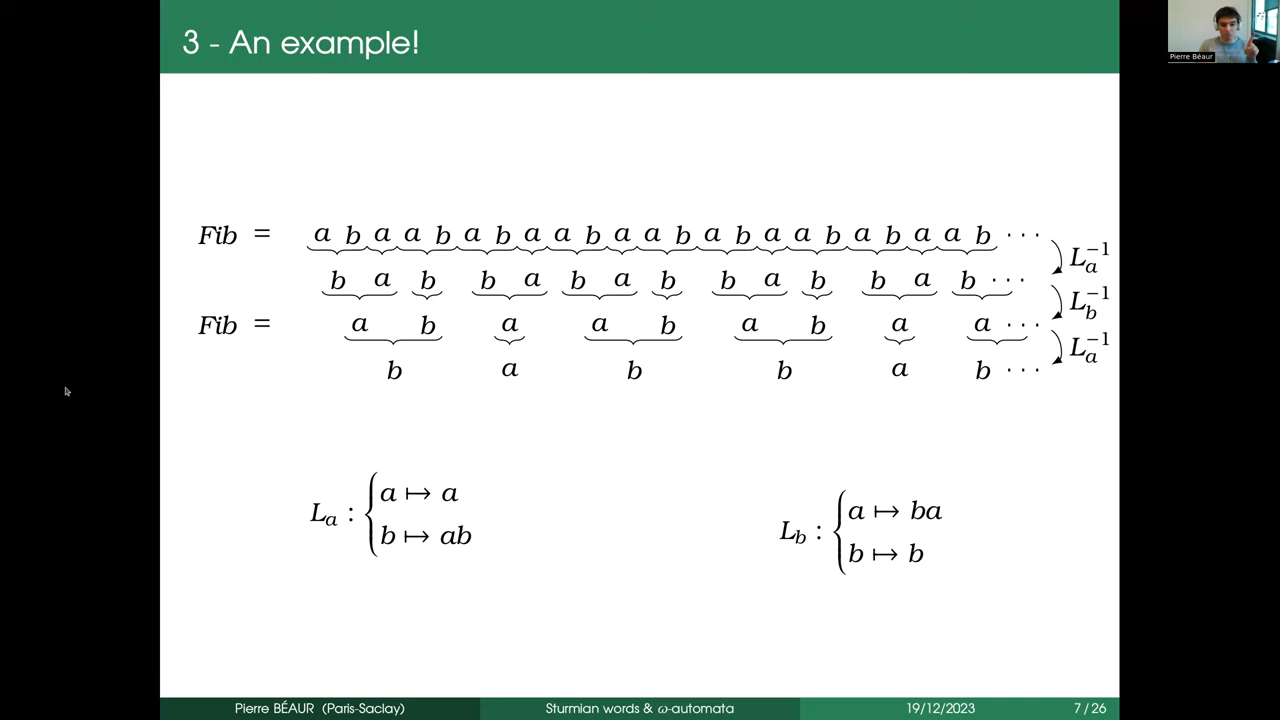 3 - An example!
Pierre Béaur
Fib = a b a a b a b a a b a a b a b a a b a b a a b ⋯
L_a^{-1}
b a b b a b a b b a b b a b ⋯
L_b^{-1}
Fib = a b a a b a b a a ⋯
L_a^{-1}
b a b b a b ⋯
L_a : { a ↦ a
b ↦ ab
L_b : { a ↦ ba
b ↦ b
Pierre BÉAUR (Paris-Saclay) Sturmian words & ω-automata 19/12/2023 7 / 26